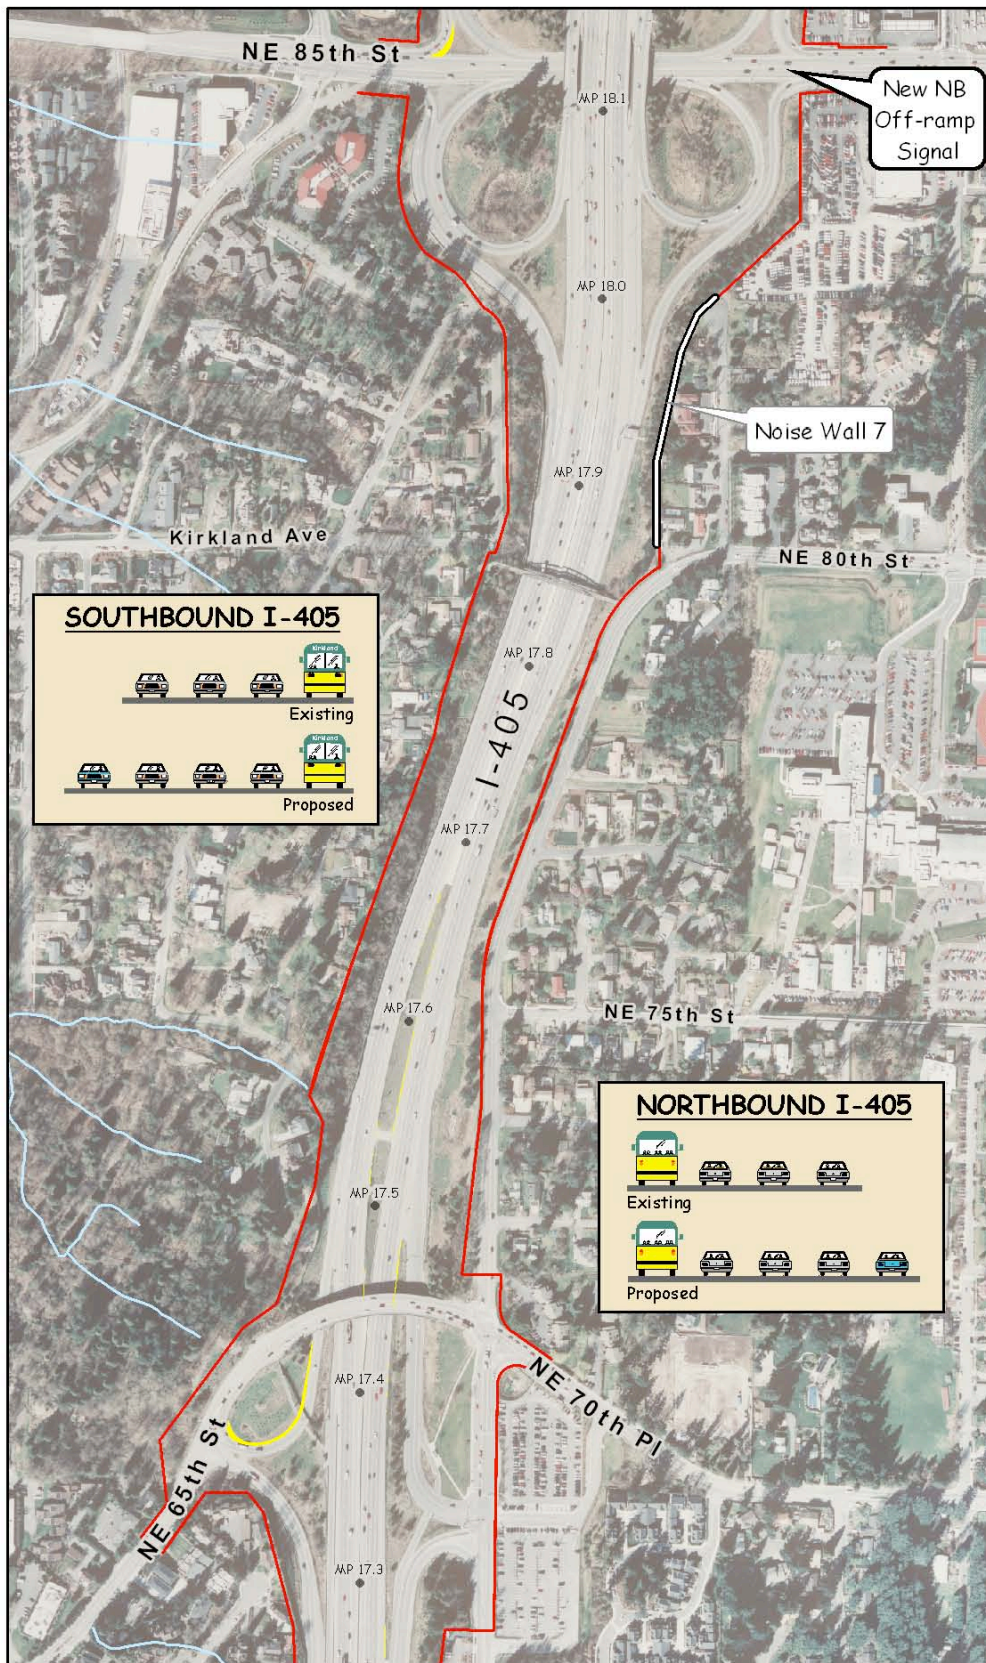 NE 85th St
MP 18.1
New NB
Off-ramp
Signal
MP 18.0
Noise Wall 7
MP 17.9
Kirkland Ave
NE 80th St
SOUTHBOUND I-405
Kirkland
Existing
Kirkland
Proposed
MP 17.8
I-405
MP 17.7
MP 17.6
NE 75th St
NORTHBOUND I-405
Existing
Proposed
MP 17.5
MP 17.4
NE 70th Pl
NE 65th St
MP 17.3